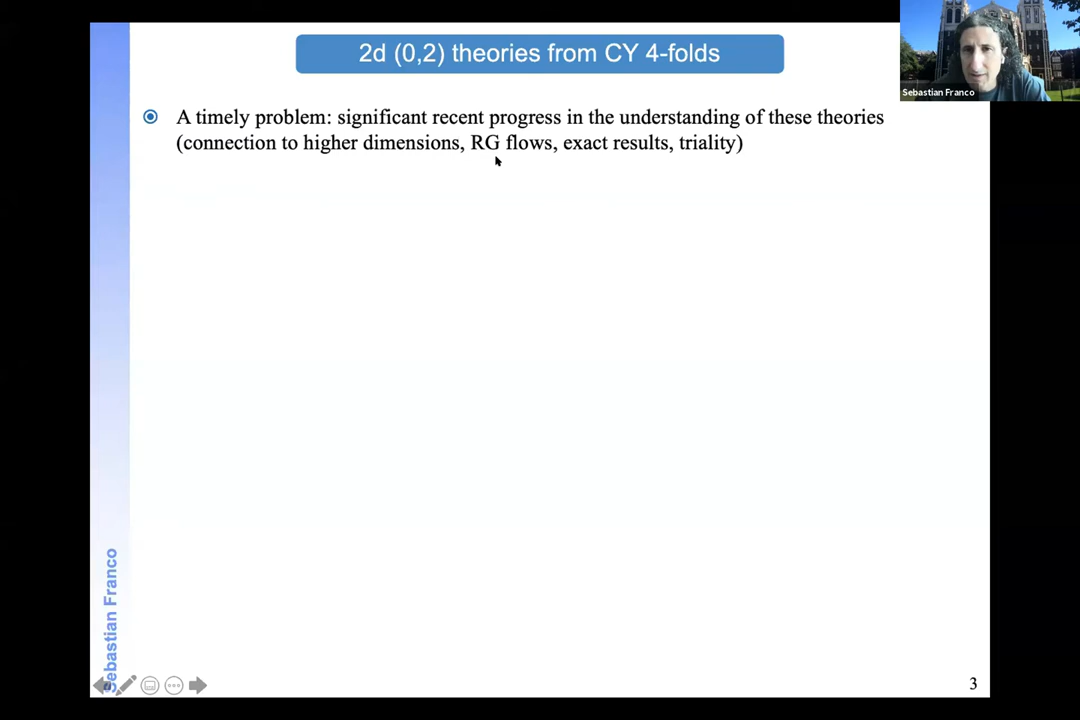 2d (0,2) theories from CY 4-folds
Sebastian Franco
A timely problem: significant recent progress in the understanding of these theories
(connection to higher dimensions, RG flows, exact results, triality)
Sebastian Franco
3